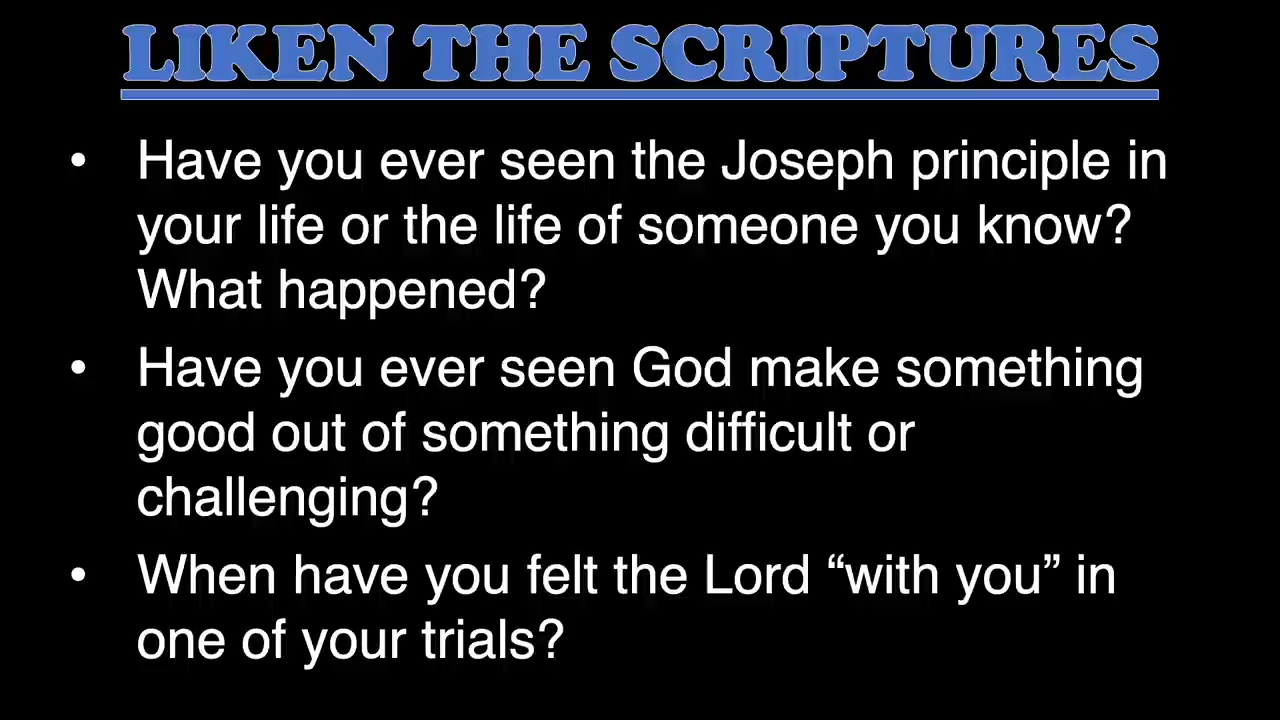 LIKEN THE SCRIPTURES
• Have you ever seen the Joseph principle in
your life or the life of someone you know?
What happened?
• Have you ever seen God make something
good out of something difficult or
challenging?
• When have you felt the Lord “with you” in
one of your trials?